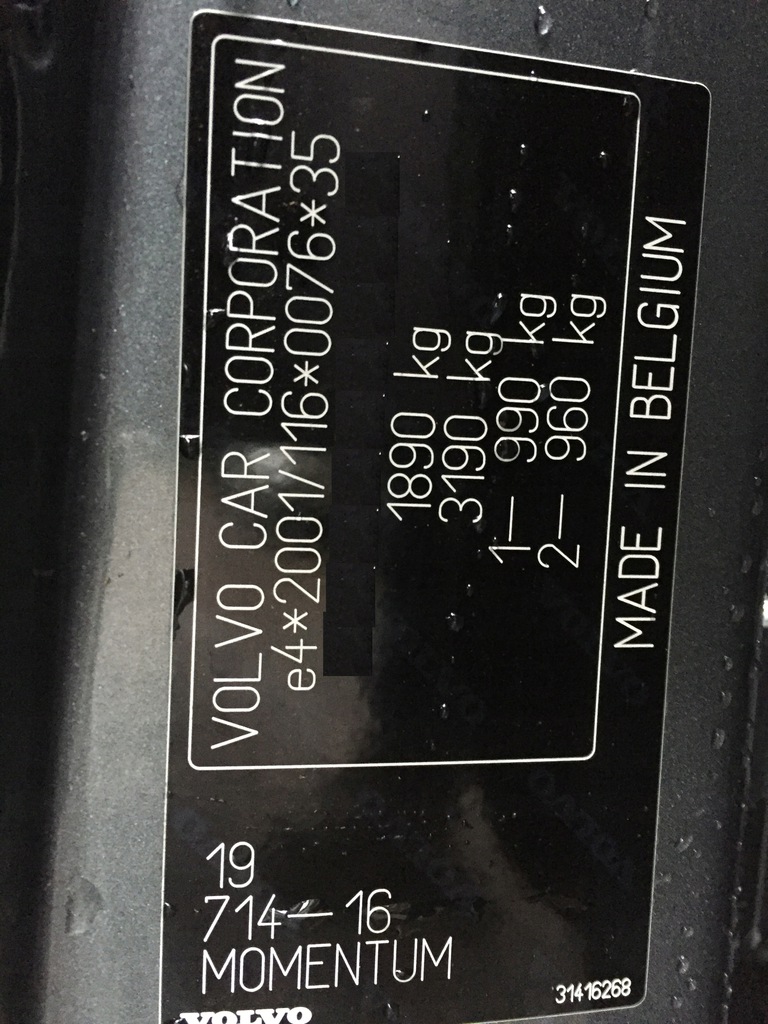 VOLVO CAR CORPORATION
e4*2001/116*0076*35
1890 kg
3190 kg
1— 990 kg
2— 960 kg
MADE IN BELGIUM
19
714—16
MOMENTUM
31416268
VOLVO